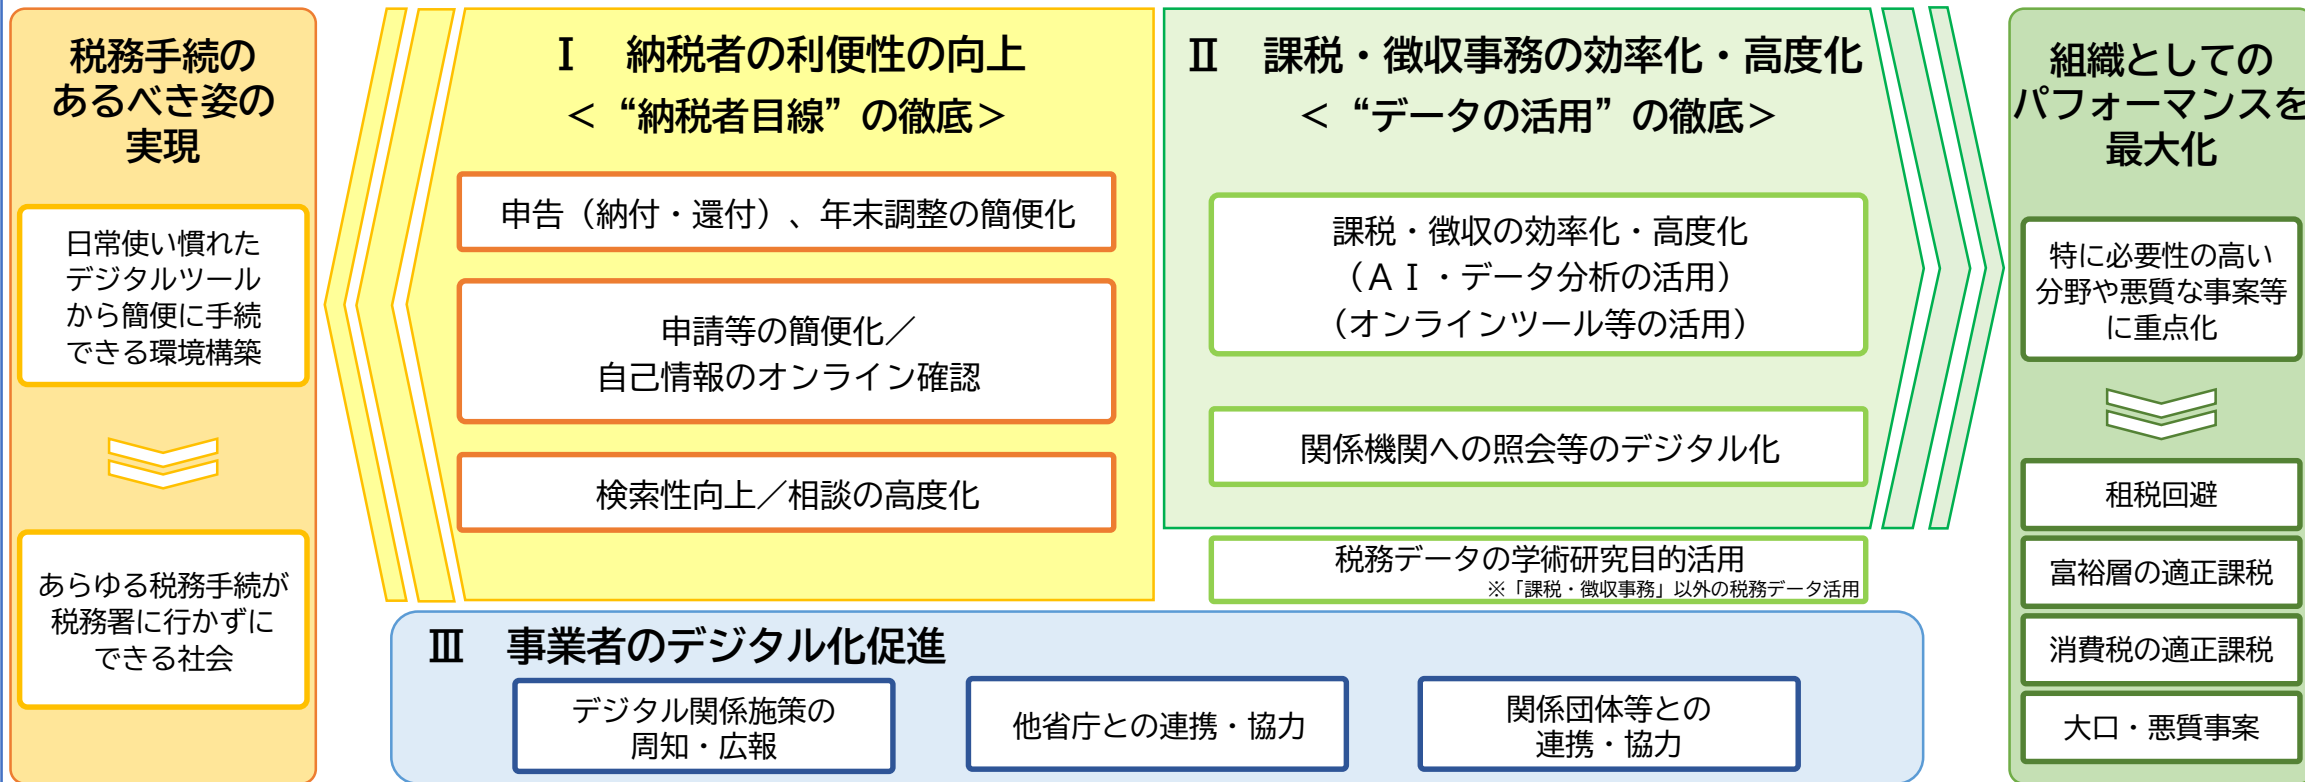 税務手続の
あるべき姿の
実現
日常使い慣れた
デジタルツール
から簡便に手続
できる環境構築
あらゆる税務手続が
税務署に行かずに
できる社会
Ⅰ　納税者の利便性の向上
＜“納税者目線”の徹底＞
申告（納付・還付）、年末調整の簡便化
申請等の簡便化／
自己情報のオンライン確認
検索性向上／相談の高度化
Ⅱ　課税・徴収事務の効率化・高度化
＜“データの活用”の徹底＞
課税・徴収の効率化・高度化
（ＡＩ・データ分析の活用）
（オンラインツール等の活用）
関係機関への照会等のデジタル化
税務データの学術研究目的活用
※「課税・徴収事務」以外の税務データ活用
Ⅲ　事業者のデジタル化促進
デジタル関係施策の
周知・広報
他省庁との連携・協力
関係団体等との
連携・協力
組織としての
パフォーマンスを
最大化
特に必要性の高い
分野や悪質な事案等
に重点化
租税回避
富裕層の適正課税
消費税の適正課税
大口・悪質事案